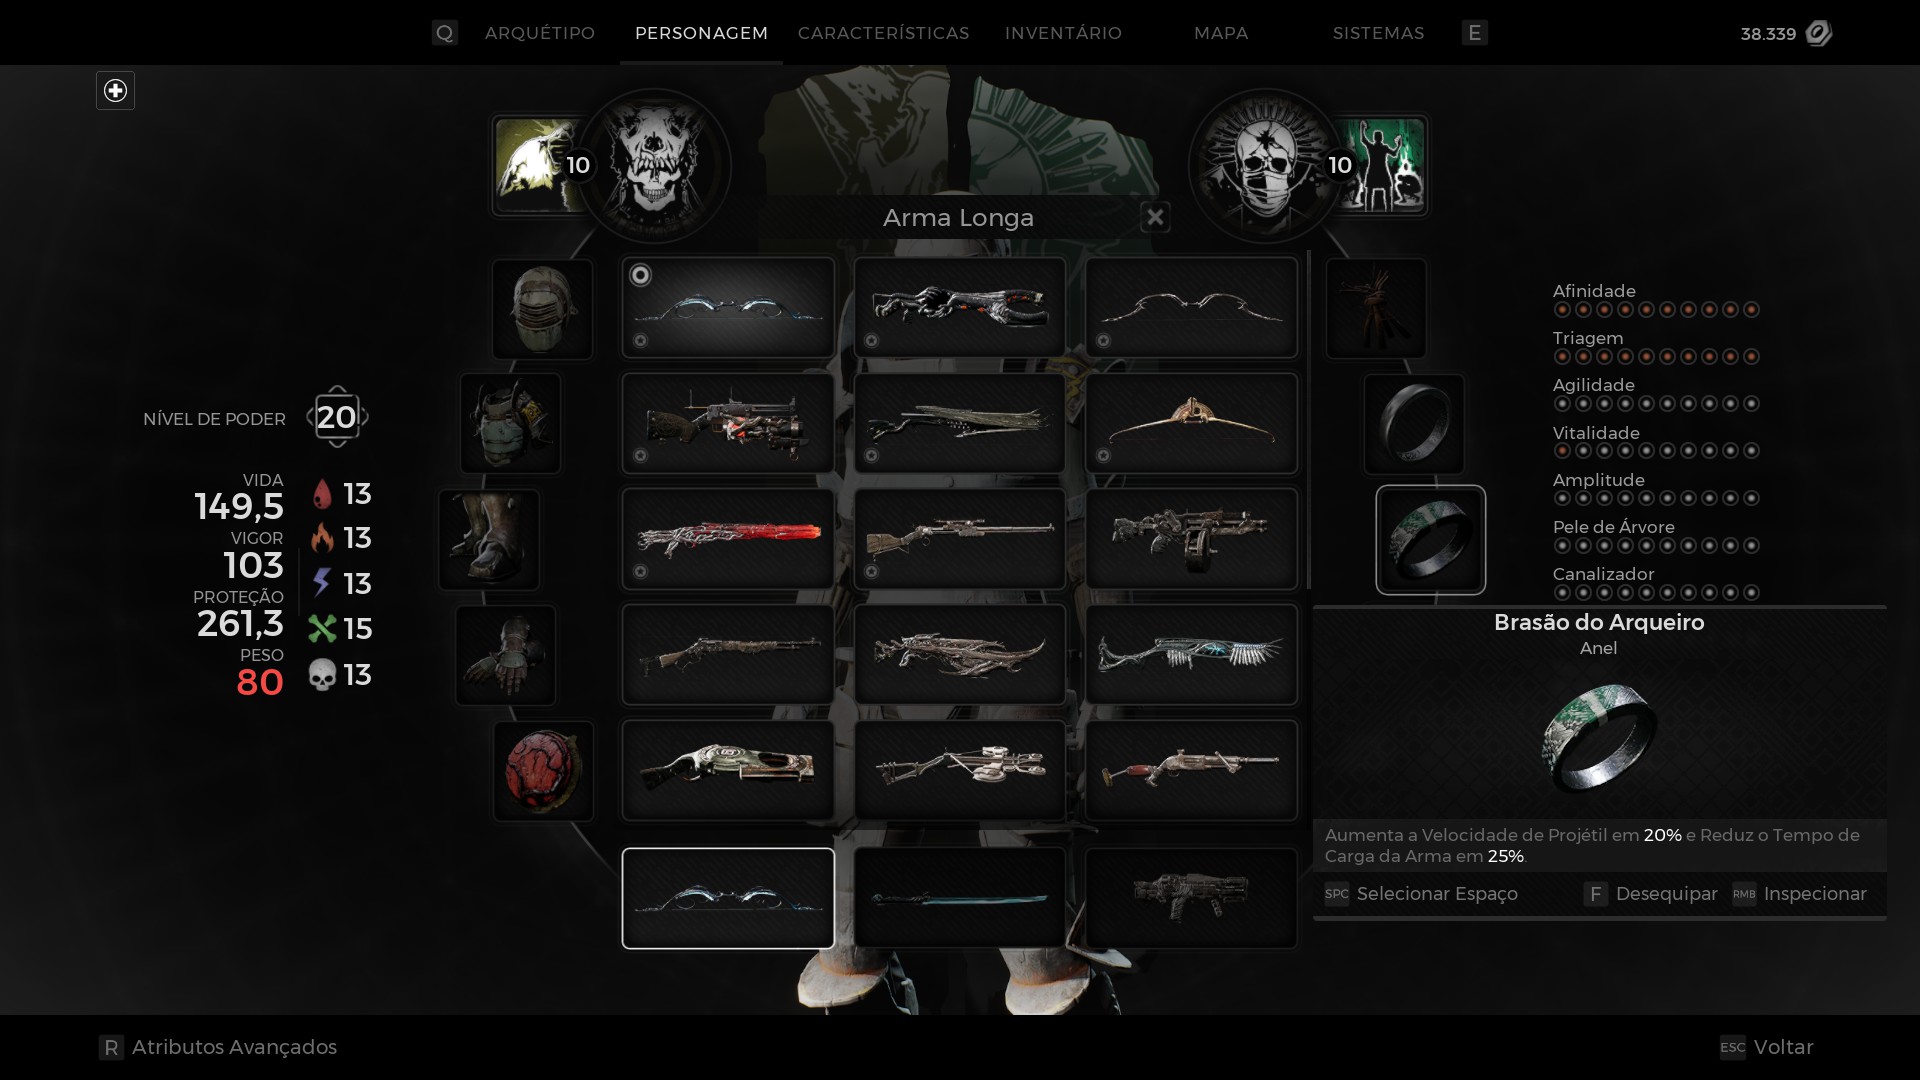 Q ARQUÉTIPO PERSONAGEM CARACTERÍSTICAS INVENTÁRIO MAPA SISTEMAS E 38.339
10 10
Arma Longa
NÍVEL DE PODER 20
VIDA
149,5
VIGOR
103
PROTEÇÃO
261,3
PESO
80
13
13
13
15
13
Afinidade
Triagem
Agilidade
Vitalidade
Amplitude
Pele de Árvore
Canalizador
Brasão do Arqueiro
Anel
Aumenta a Velocidade de Projétil em 20% e Reduz o Tempo de
Carga da Arma em 25%.
SPC Selecionar Espaço F Desequipar RMB Inspecionar
R Atributos Avançados
ESC Voltar